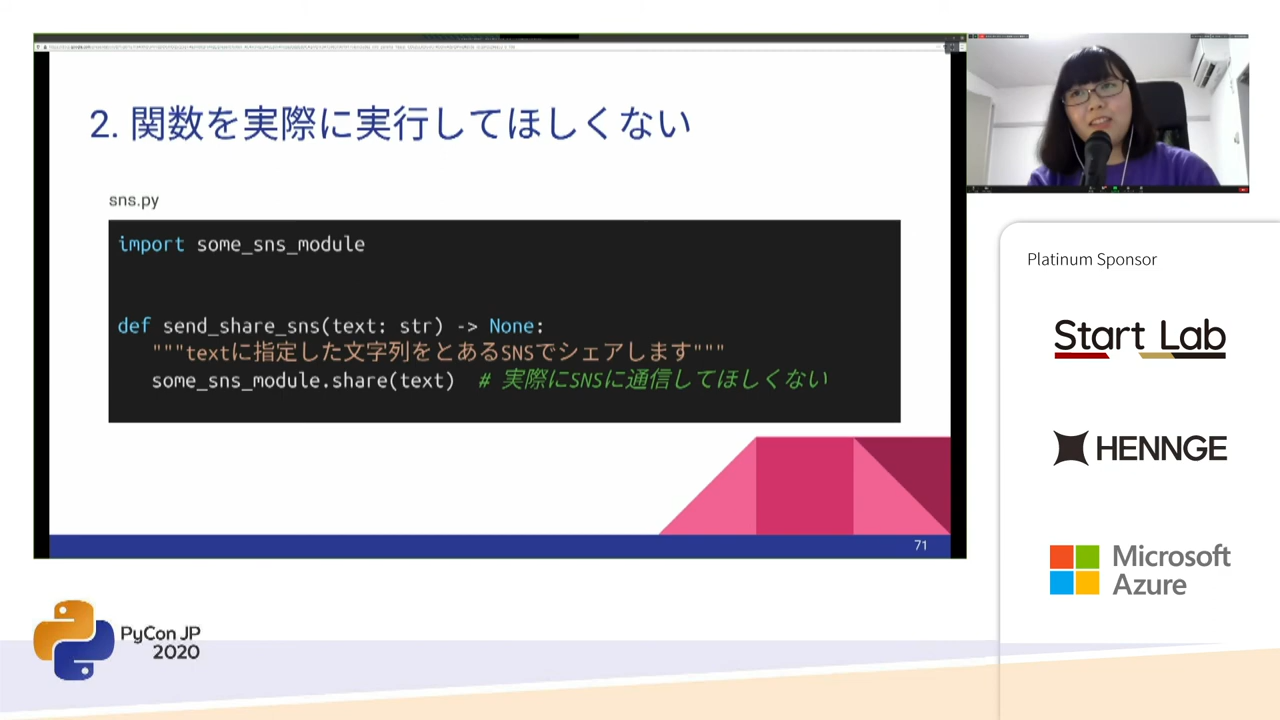 2. 関数を実際に実行してほしくない
sns.py
import some_sns_module
def send_share_sns(text: str) -> None:
"""textに指定した文字列をとあるSNSでシェアします"""
some_sns_module.share(text)  # 実際にSNSに通信してほしくない
71
Platinum Sponsor
Start Lab
HENNGE
Microsoft
Azure
PyCon JP
2020